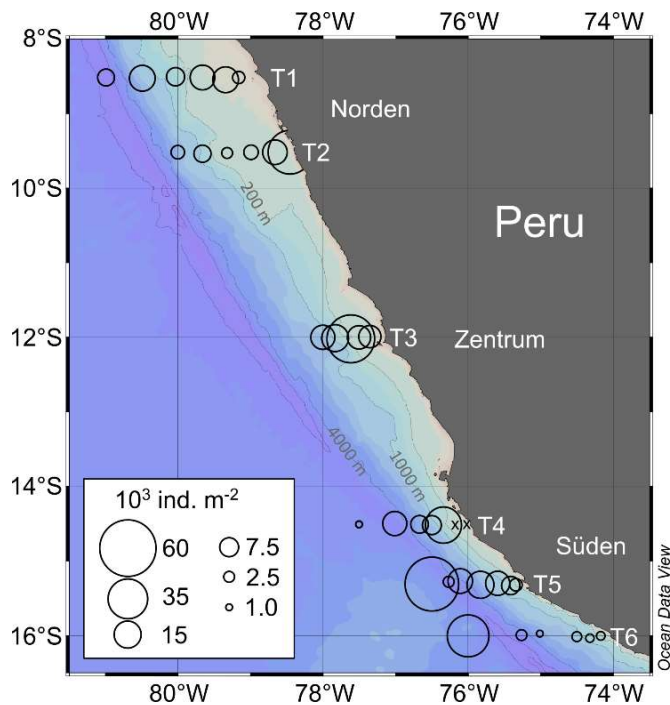 80°W 78°W 76°W 74°W
8°S
T1
Norden
T2
10°S
200 m
Peru
12°S
T3
Zentrum
4000 m
1000 m
14°S
x x T4
Süden
T5
16°S
T6
10³ ind. m⁻²
60
35
15
7.5
2.5
1.0
Ocean Data View
80°W 78°W 76°W 74°W